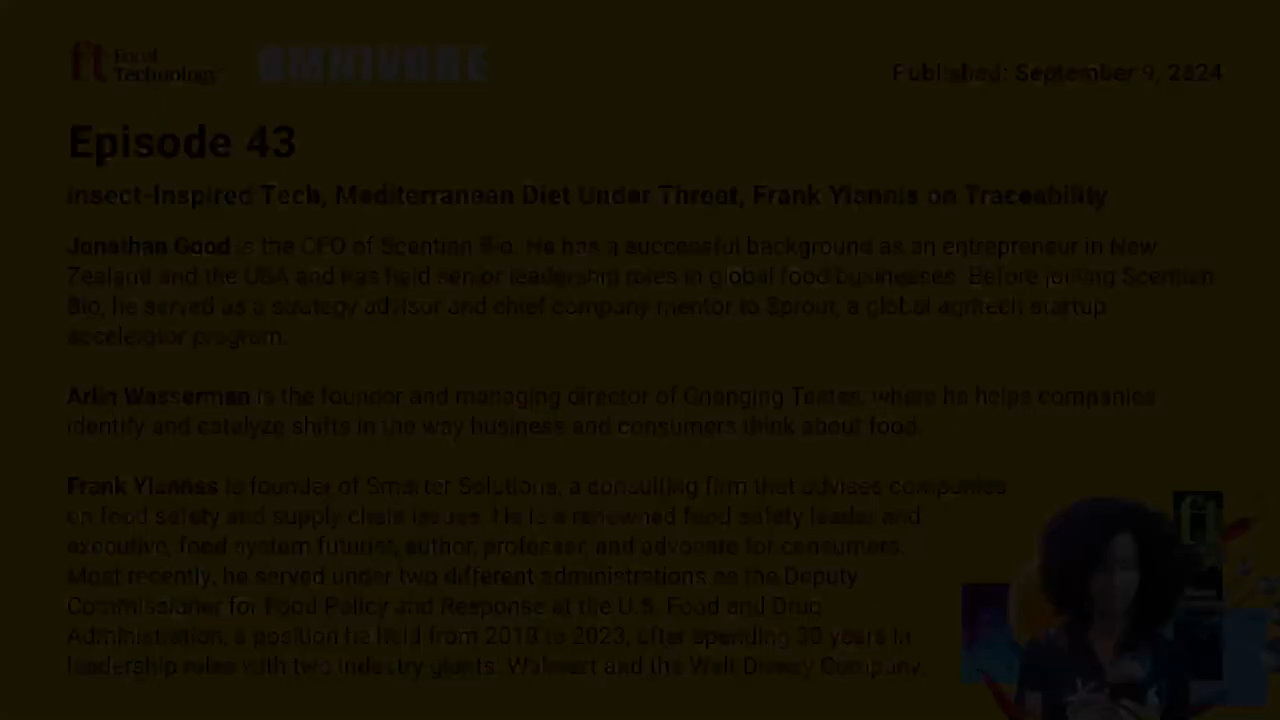 ft Food
Technology
OMNIVORE
Published: September 9, 2024
Episode 43
Insect-Inspired Tech, Mediterranean Diet Under Threat, Frank Yiannis on Traceability
Jonathan Good is the CFO of Scentian Bio. He has a successful background as an entrepreneur in New
Zealand and the USA and has held senior leadership roles in global food businesses. Before joining Scentian
Bio, he served as a strategy advisor and chief company mentor to Sprout, a global agritech startup
accelerator program.
Arlin Wasserman is the founder and managing director of Changing Tastes, where he helps companies
identify and catalyze shifts in the way business and consumers think about food.
Frank Yiannas is founder of Smarter Solutions, a consulting firm that advises companies
on food safety and supply chain issues. He is a renowned food safety leader and
executive, food system futurist, author, professor, and advocate for consumers.
Most recently, he served under two different administrations as the Deputy
Commissioner for Food Policy and Response at the U.S. Food and Drug
Administration, a position he held from 2018 to 2023, after spending 30 years in
leadership roles with two industry giants, Walmart and the Walt Disney Company.